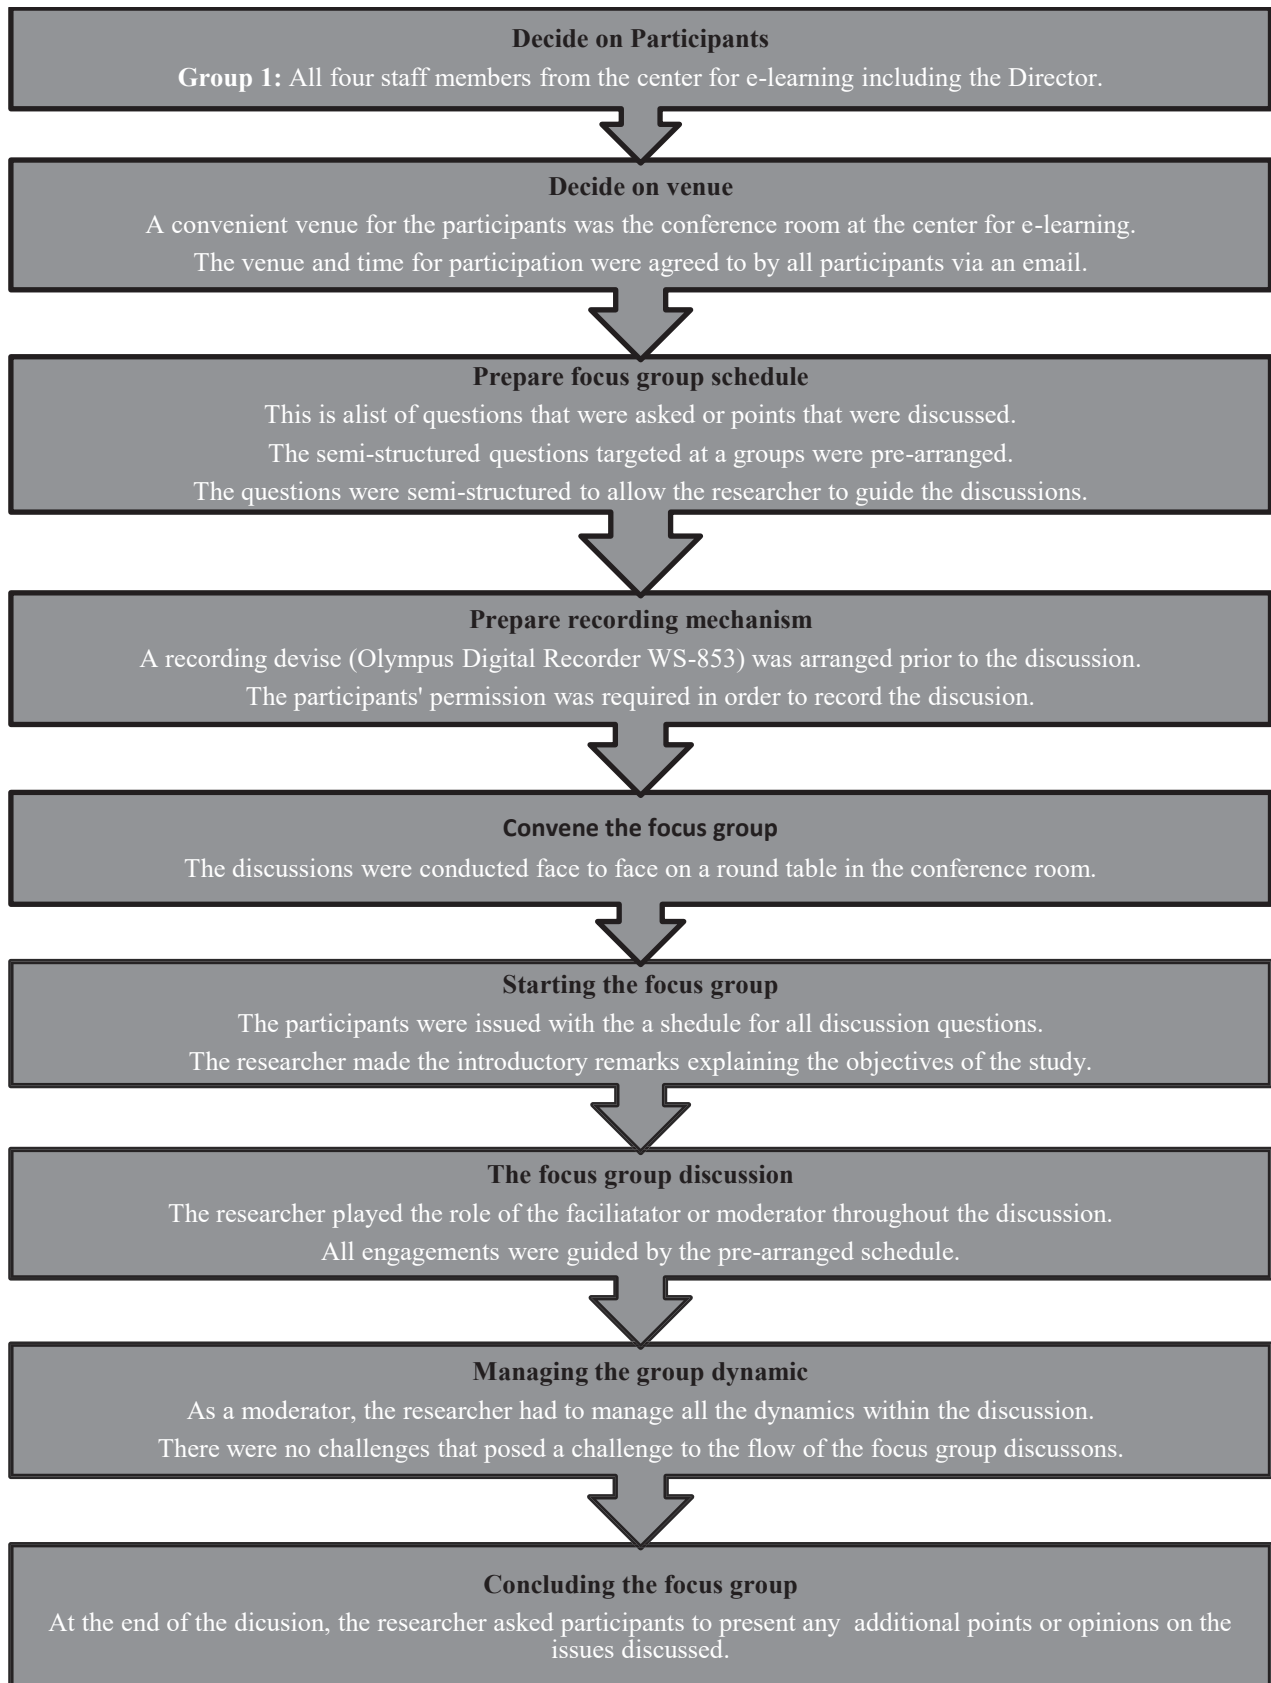 Decide on Participants
Group 1: All four staff members from the center for e-learning including the Director.
Decide on venue
A convenient venue for the participants was the conference room at the center for e-learning.
The venue and time for participation were agreed to by all participants via an email.
Prepare focus group schedule
This is alist of questions that were asked or points that were discussed.
The semi-structured questions targeted at a groups were pre-arranged.
The questions were semi-structured to allow the researcher to guide the discussions.
Prepare recording mechanism
A recording devise (Olympus Digital Recorder WS-853) was arranged prior to the discussion.
The participants' permission was required in order to record the discusion.
Convene the focus group
The discussions were conducted face to face on a round table in the conference room.
Starting the focus group
The participants were issued with the a shedule for all discussion questions.
The researcher made the introductory remarks explaining the objectives of the study.
The focus group discussion
The researcher played the role of the faciliatator or moderator throughout the discussion.
All engagements were guided by the pre-arranged schedule.
Managing the group dynamic
As a moderator, the researcher had to manage all the dynamics within the discussion.
There were no challenges that posed a challenge to the flow of the focus group discussons.
Concluding the focus group
At the end of the dicusion, the researcher asked participants to present any  additional points or opinions on the
issues discussed.